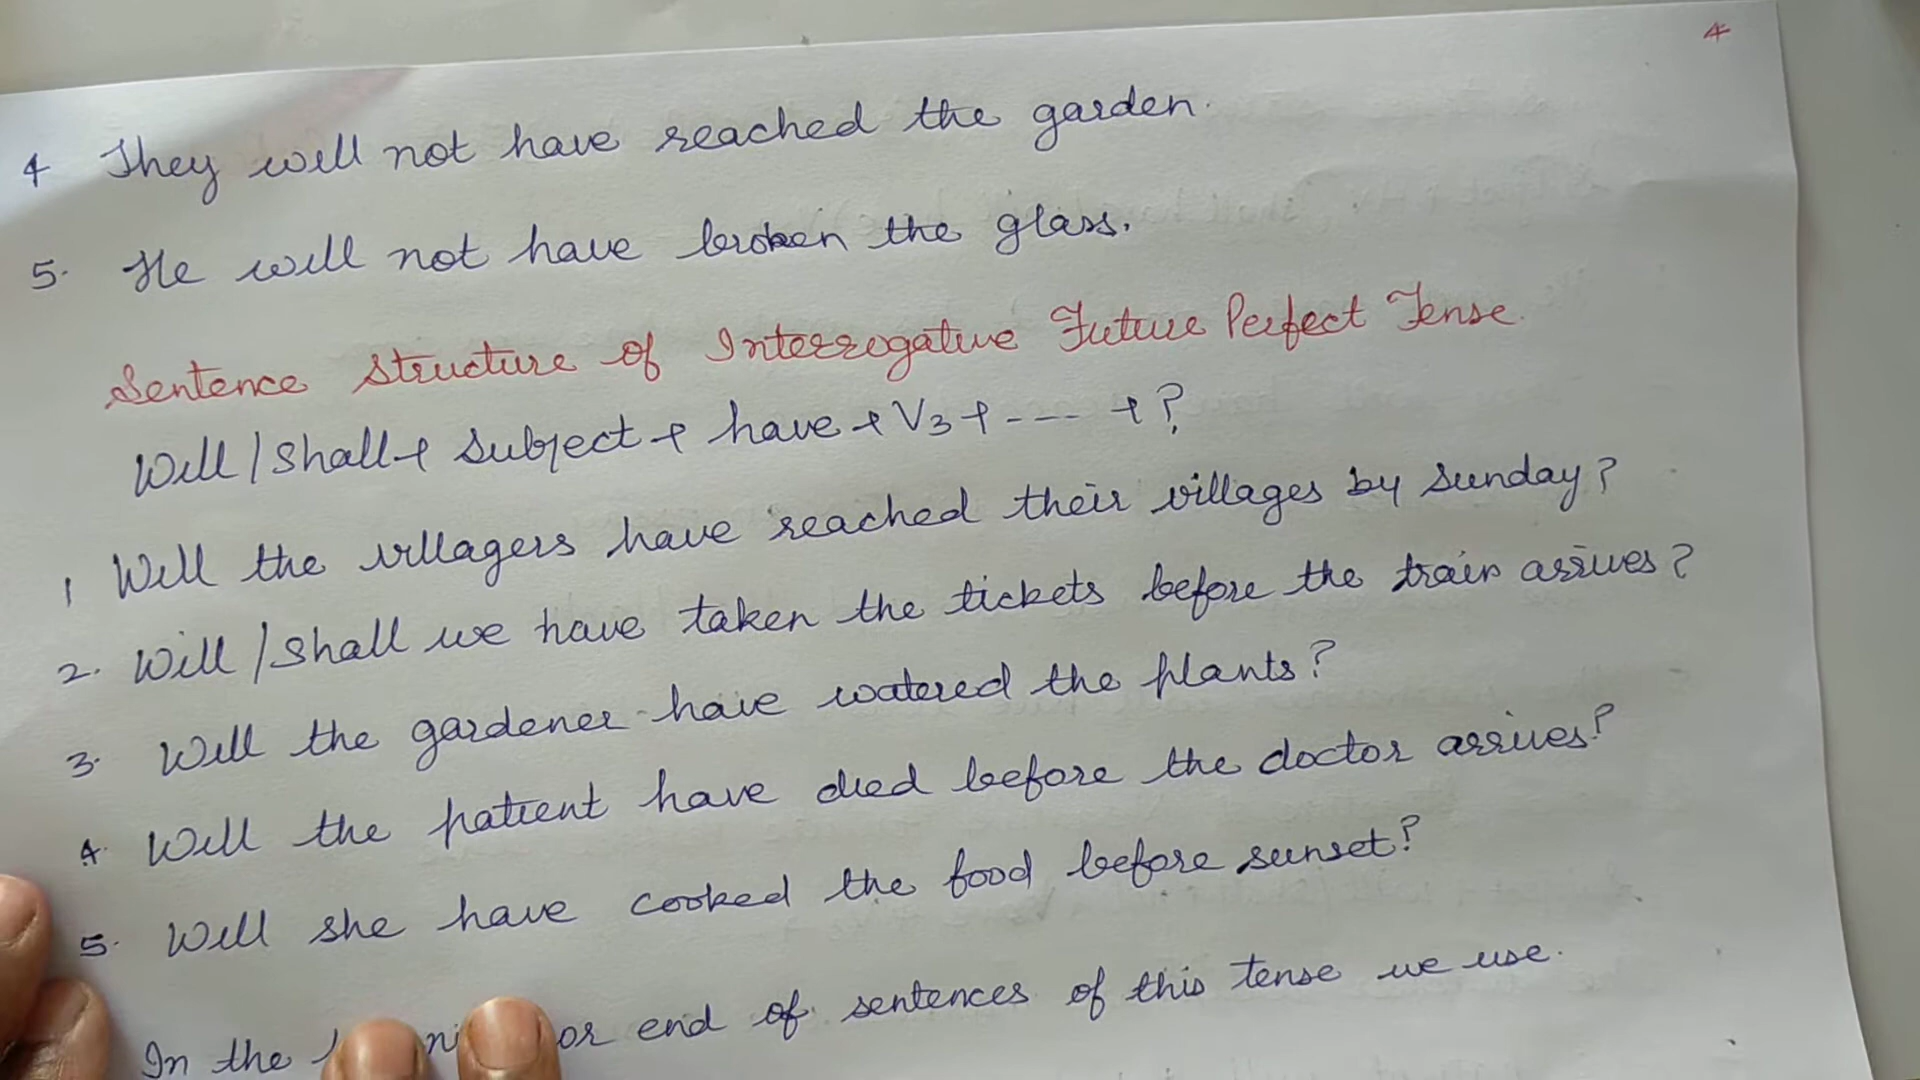 4
4 They will not have reached the garden.
5. He will not have broken the glass.
Sentence structure of Interrogative Future Perfect Tense.
Will / Shall + Subject + have + V3 + - - - - + ?
1 Will the villagers have reached their villages by Sunday?
2. Will / Shall we have taken the tickets before the train arrives?
3. Will the gardener have watered the plants?
4. Will the patient have died before the doctor arrives?
5. Will she have cooked the food before sunset?
In the or end of sentences of this tense we use.